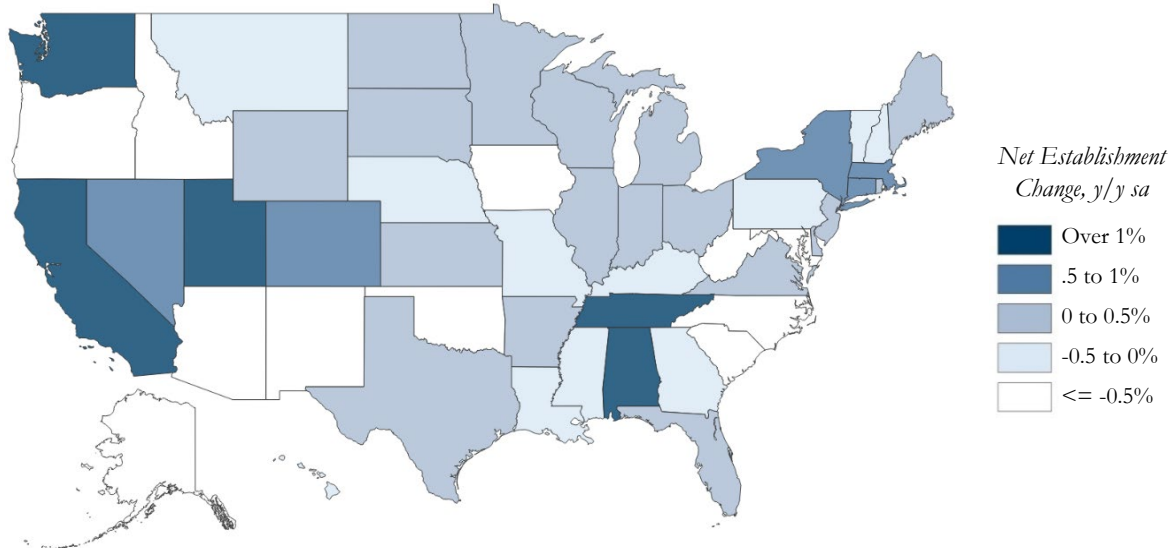 Net Establishment
Change, y/y sa
Over 1%
.5 to 1%
0 to 0.5%
-0.5 to 0%
<= -0.5%